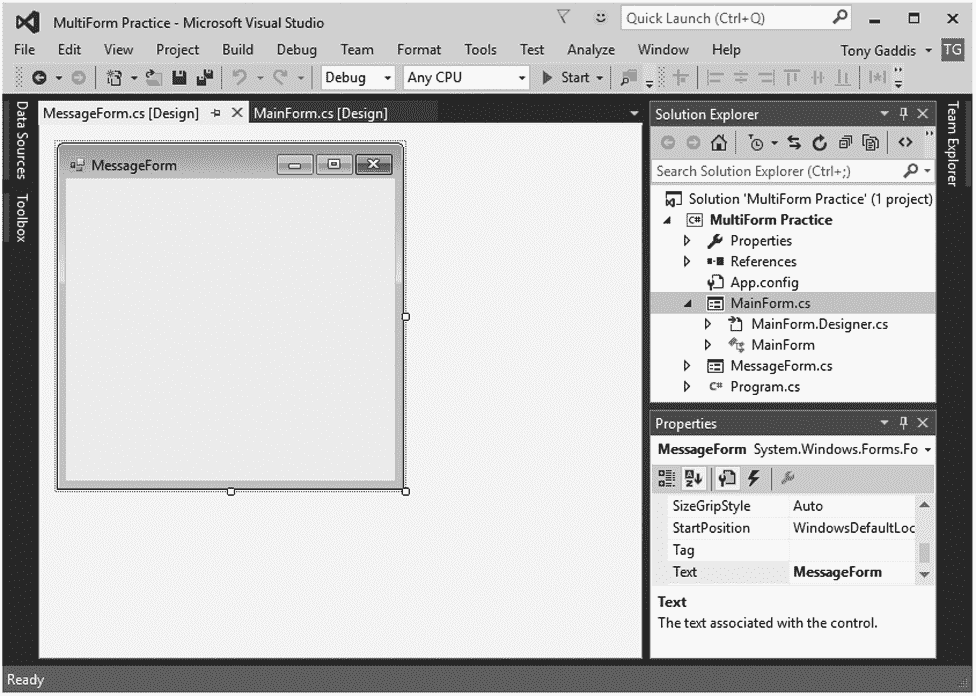 MultiForm Practice - Microsoft Visual Studio
Quick Launch (Ctrl+Q)
File Edit View Project Build Debug Team Format Tools Test Analyze Window Help Tony Gaddis TG
Debug Any CPU Start
Data Sources
Toolbox
MessageForm.cs [Design] MainForm.cs [Design]
MessageForm
Solution Explorer
Search Solution Explorer (Ctrl+;)
Solution 'MultiForm Practice' (1 project)
C# MultiForm Practice
Properties
References
App.config
MainForm.cs
MainForm.Designer.cs
MainForm
MessageForm.cs
C# Program.cs
Team Explorer
Properties
MessageForm System.Windows.Forms.Fo
SizeGripStyle Auto
StartPosition WindowsDefaultLoc
Tag
Text MessageForm
Text
The text associated with the control.
Ready